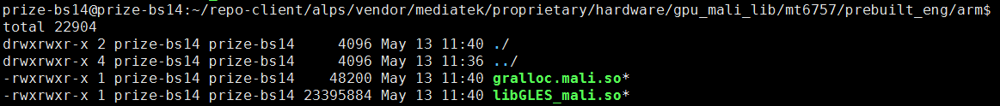 prize-bs14@prize-bs14:~/repo-client/alps/vendor/mediatek/proprietary/hardware/gpu_mali_lib/mt6757/prebuilt_eng/arm$
total 22904
drwxrwxr-x 2 prize-bs14 prize-bs14     4096 May 13 11:40 ./
drwxrwxr-x 4 prize-bs14 prize-bs14     4096 May 13 11:36 ../
-rwxrwxr-x 1 prize-bs14 prize-bs14    48200 May 13 11:40 gralloc.mali.so*
-rwxrwxr-x 1 prize-bs14 prize-bs14 23395884 May 13 11:40 libGLES_mali.so*